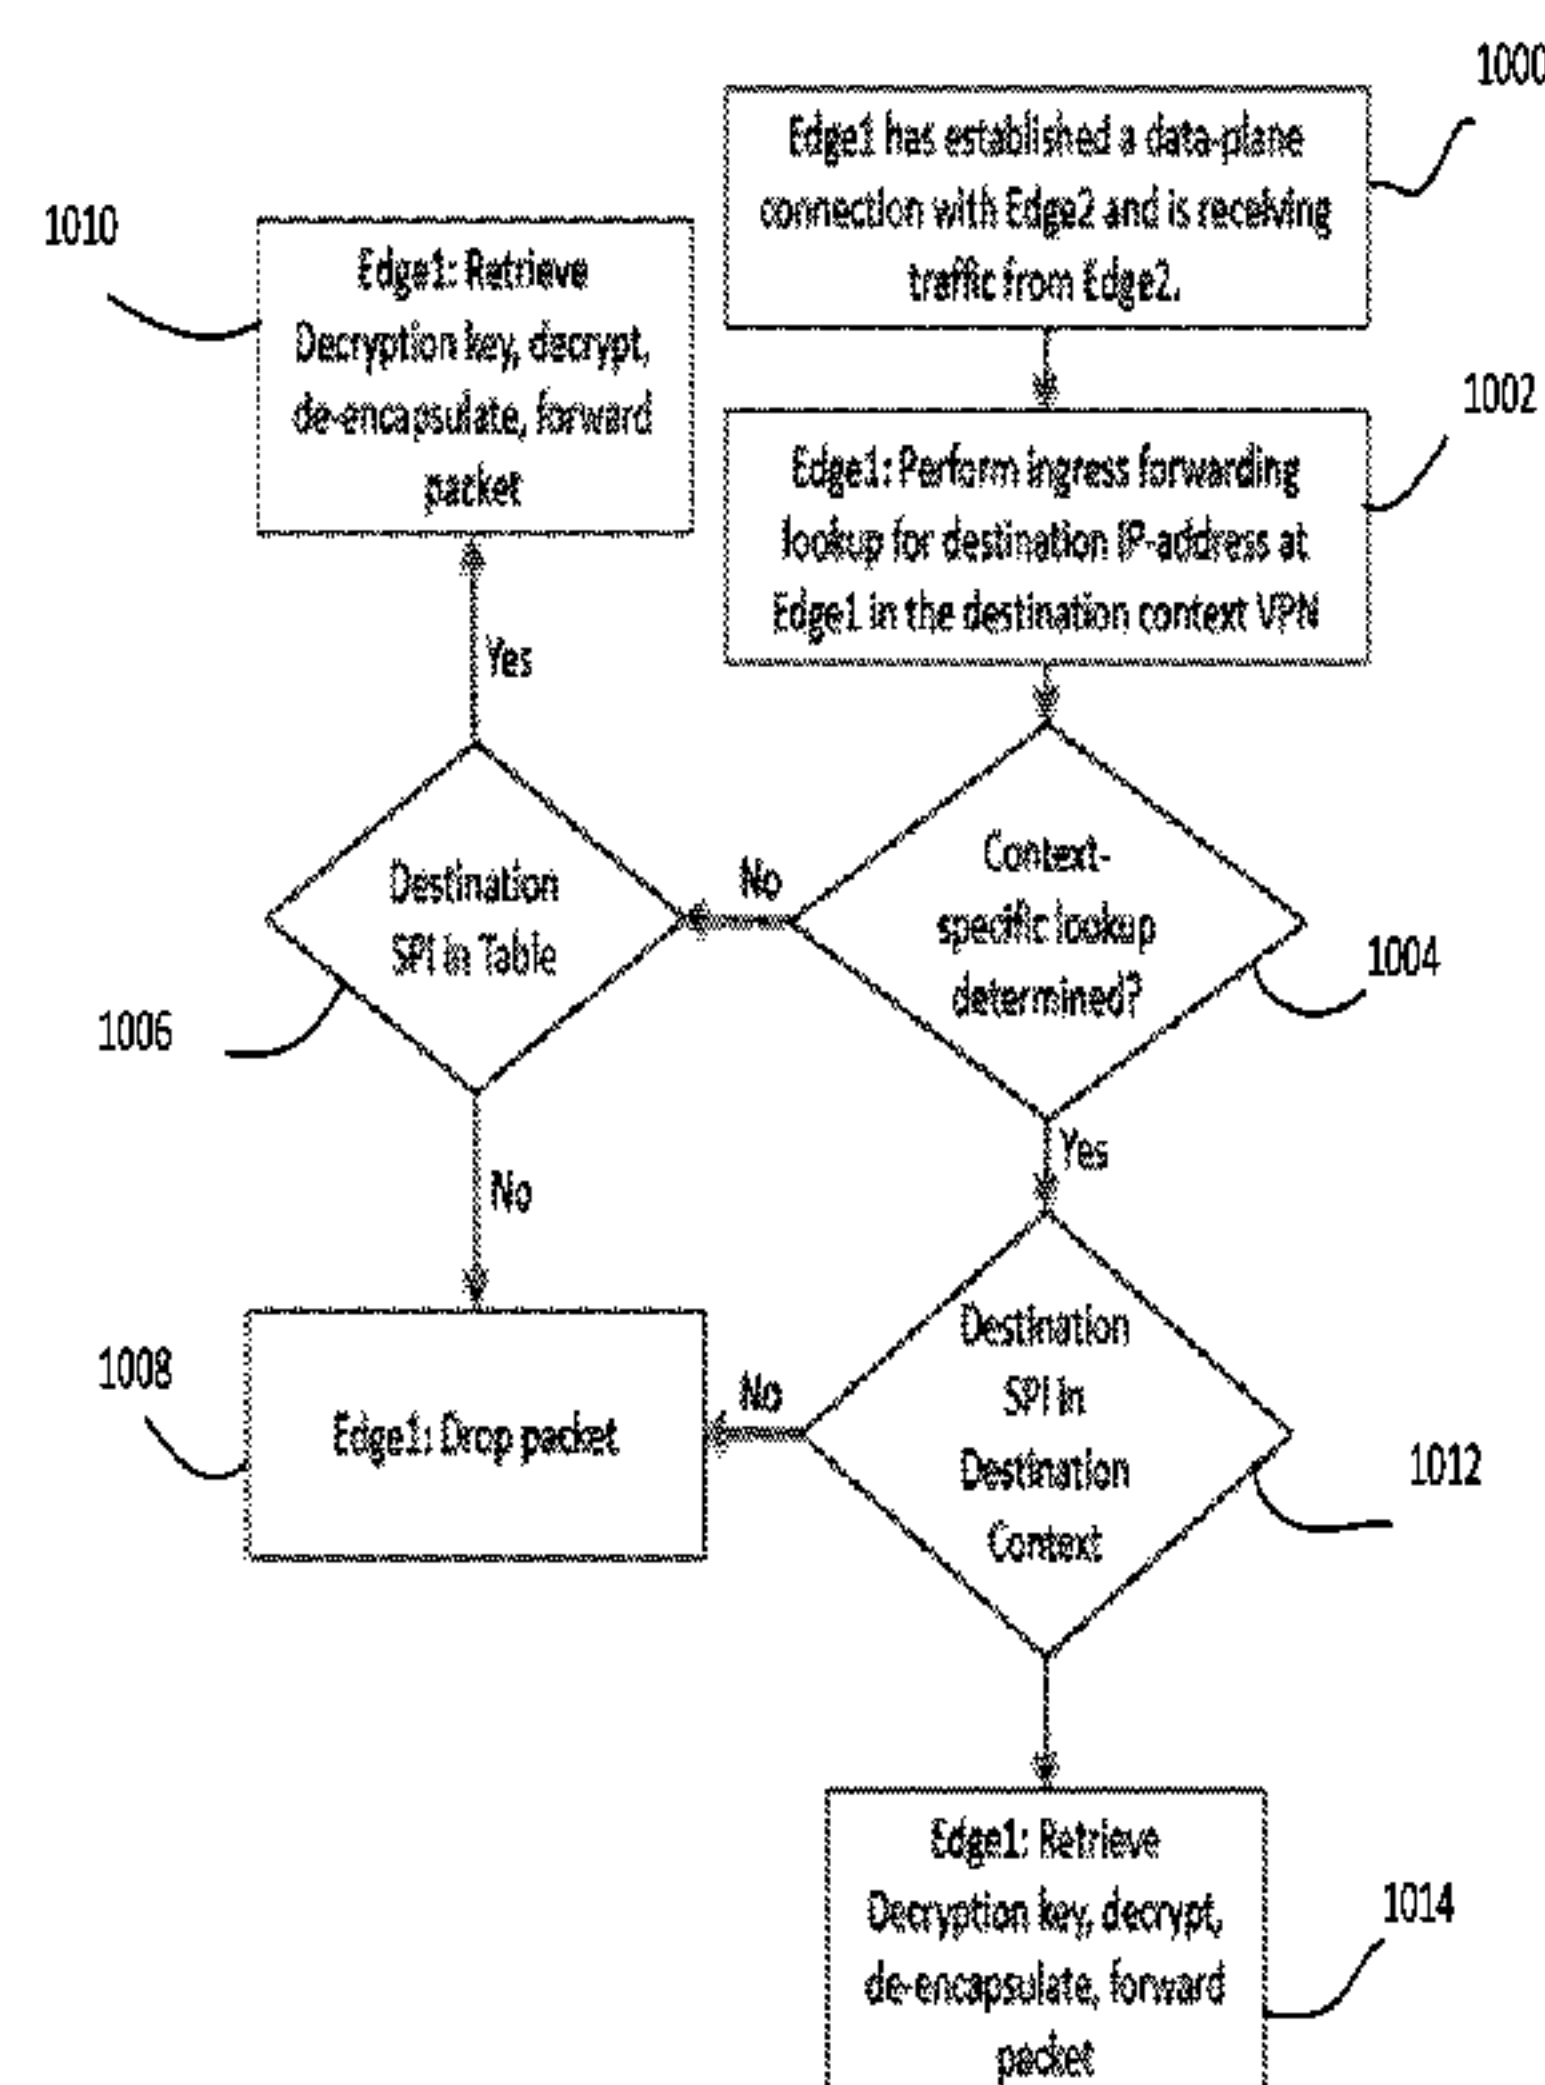 1000
Edge1 has established a data-plane
connection with Edge2 and is receiving
traffic from Edge2.
1010
Edge1: Retrieve
Decryption key, decrypt,
de-encapsulate, forward
packet
1002
Edge1: Perform ingress forwarding
lookup for destination IP-address at
Edge1 in the destination context VPN
Yes
Context-
specific lookup
determined?
No
Destination
SPI in Table
1004
1006
Yes
No
Destination
SPI in
Destination
Context
1008
No
Edge1: Drop packet
1012
Edge1: Retrieve
Decryption key, decrypt,
de-encapsulate, forward
packet
1014